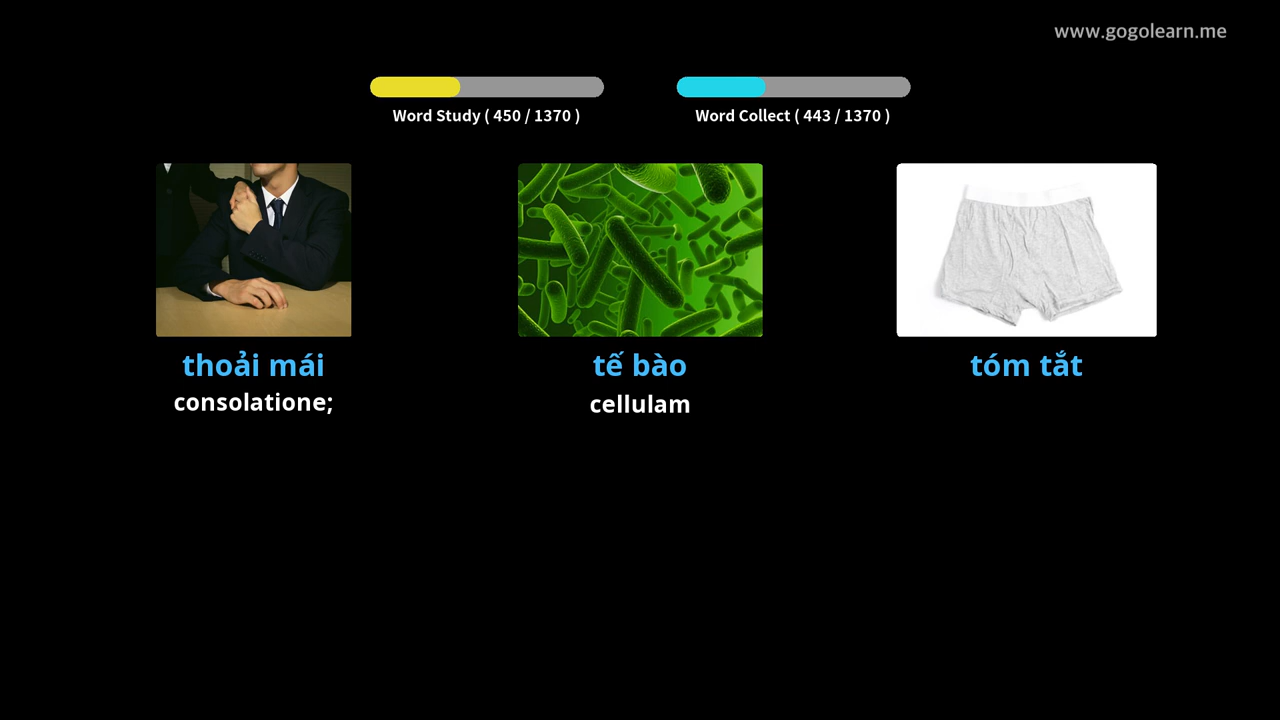 www.gogolearn.me
Word Study ( 450 / 1370 )
Word Collect ( 443 / 1370 )
thoải mái
consolatione;
tế bào
cellulam
tóm tắt